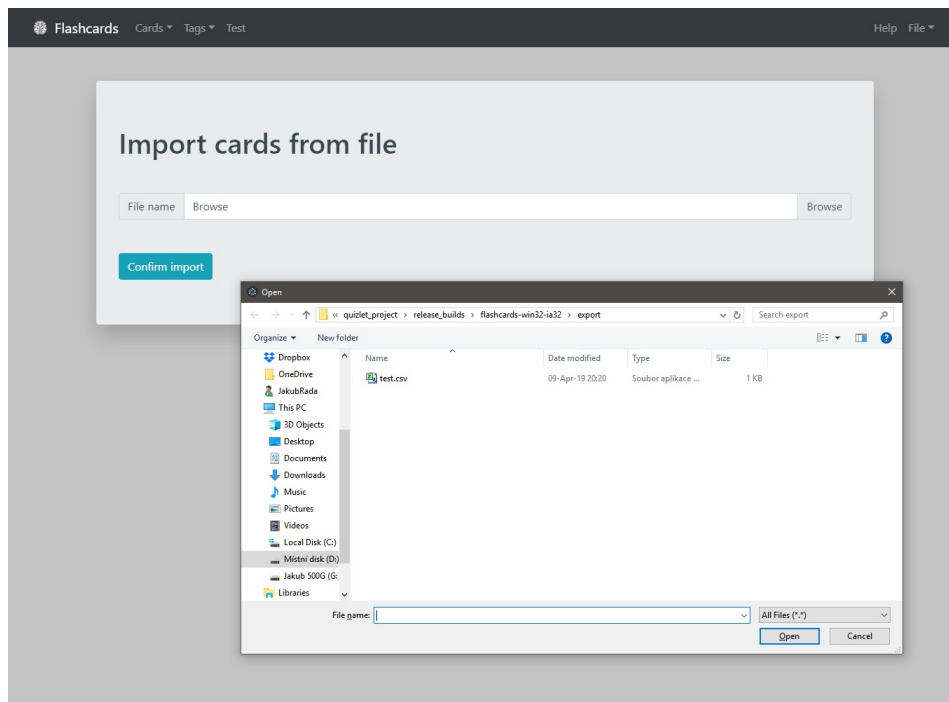 Flashcards Cards Tags Test Help File
Import cards from file
File name Browse Browse
Confirm import
Open
« quizlet_project › release_builds › flashcards-win32-ia32 › export Search export
Organize New folder
Dropbox
OneDrive
JakubRada
This PC
3D Objects
Desktop
Documents
Downloads
Music
Pictures
Videos
Local Disk (C:)
Místní disk (D:)
Jakub 500G (G:
Libraries
Name Date modified Type Size
test.csv 09-Apr-19 20:20 Soubor aplikace ... 1 KB
File name: All Files (*.*)
Open Cancel